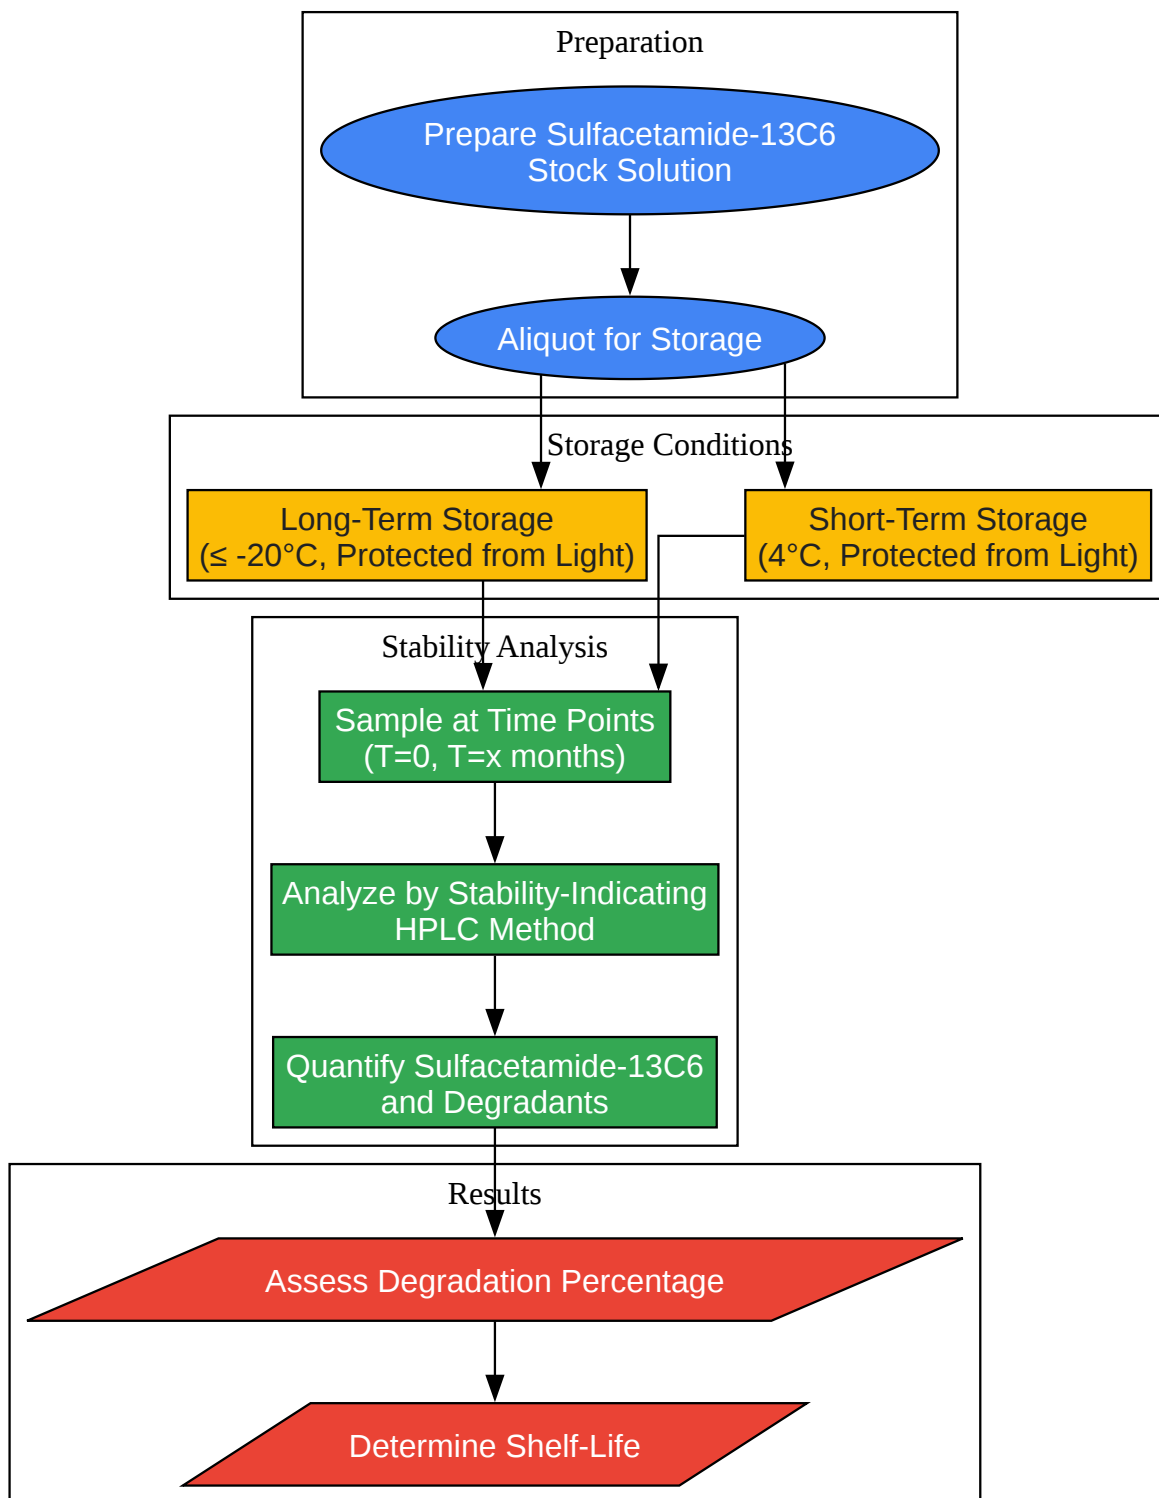 Preparation
Prepare Sulfacetamide-13C6
Stock Solution
Aliquot for Storage
Storage Conditions
Long-Term Storage
(≤ -20°C, Protected from Light)
Short-Term Storage
(4°C, Protected from Light)
Stability Analysis
Sample at Time Points
(T=0, T=x months)
Analyze by Stability-Indicating
HPLC Method
Quantify Sulfacetamide-13C6
and Degradants
Results
Assess Degradation Percentage
Determine Shelf-Life